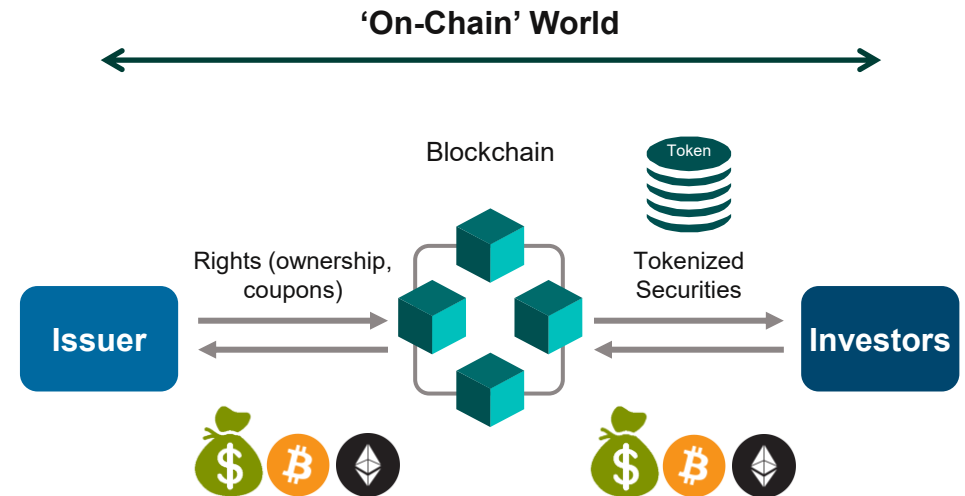 ‘On-Chain’ World
Blockchain
Token
Rights (ownership,
coupons)
Tokenized
Securities
Issuer
Investors
$
$